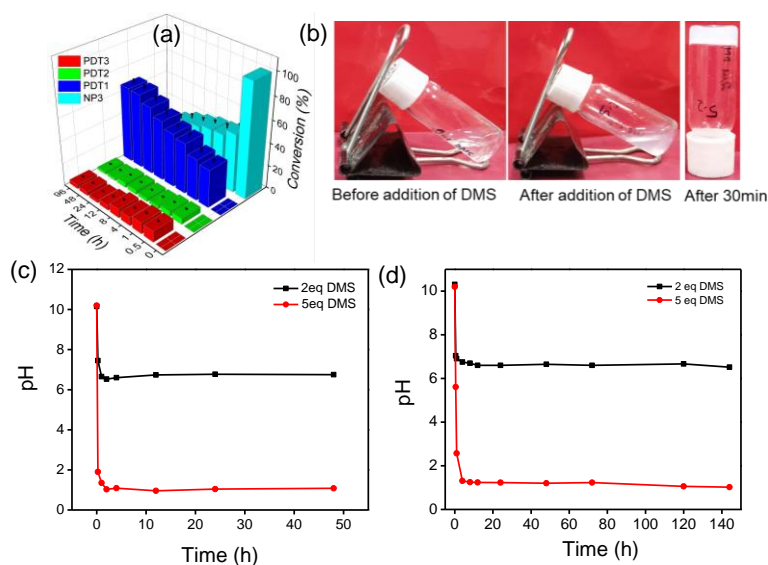 (a)
PDT3
PDT2
PDT1
NP3
100
80
60
40
20
0
Conversion (%)
96
48
24
12
8
4
1
0.5
0
Time (h)
(b)
Before addition of DMS
After addition of DMS
After 30min
(c)
12
10
8
6
4
2
0
pH
2eq DMS
5eq DMS
0
10
20
30
40
50
Time (h)
(d)
10
8
6
4
2
0
pH
2 eq DMS
5 eq DMS
0
20
40
60
80
100
120
140
Time (h)